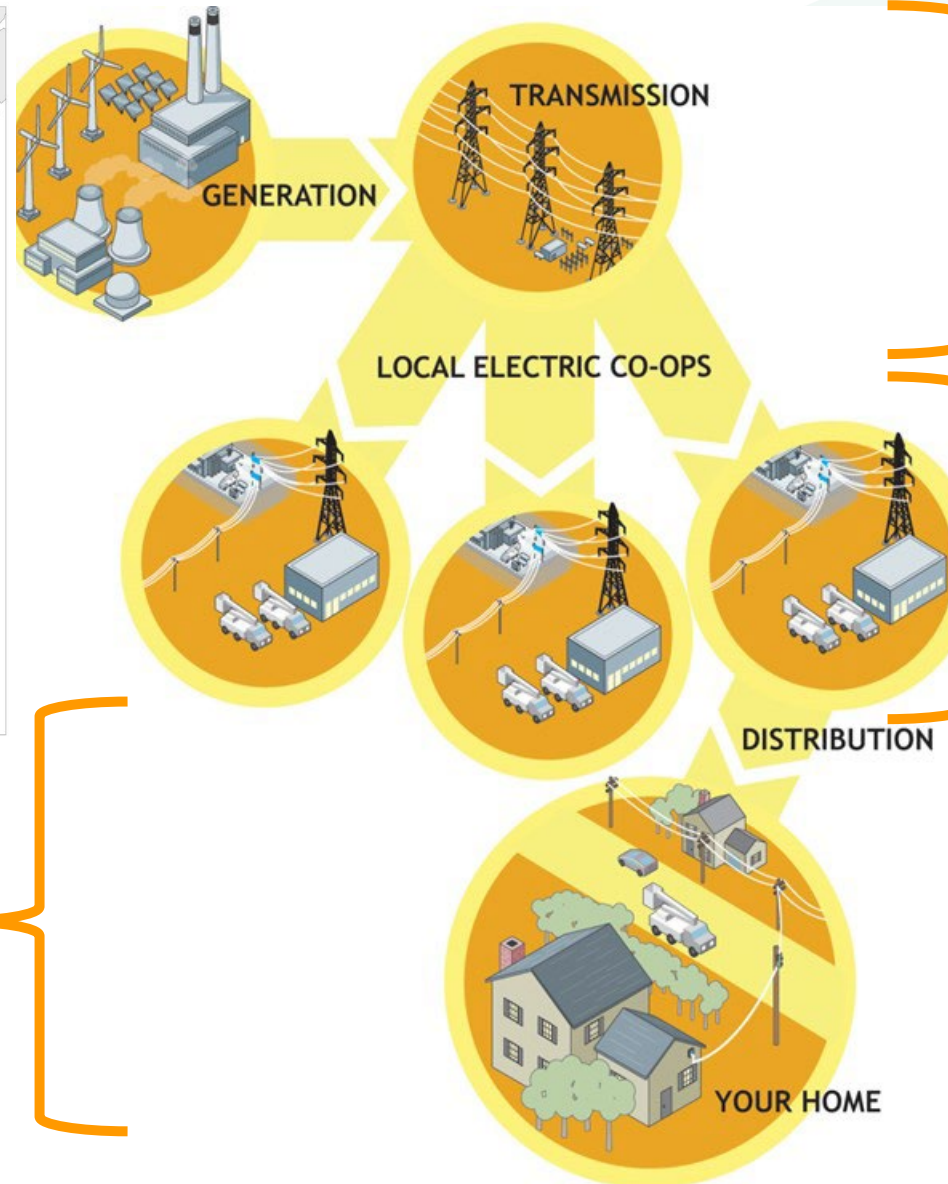 TRANSMISSION
GENERATION
LOCAL ELECTRIC CO-OPS
DISTRIBUTION
YOUR HOME